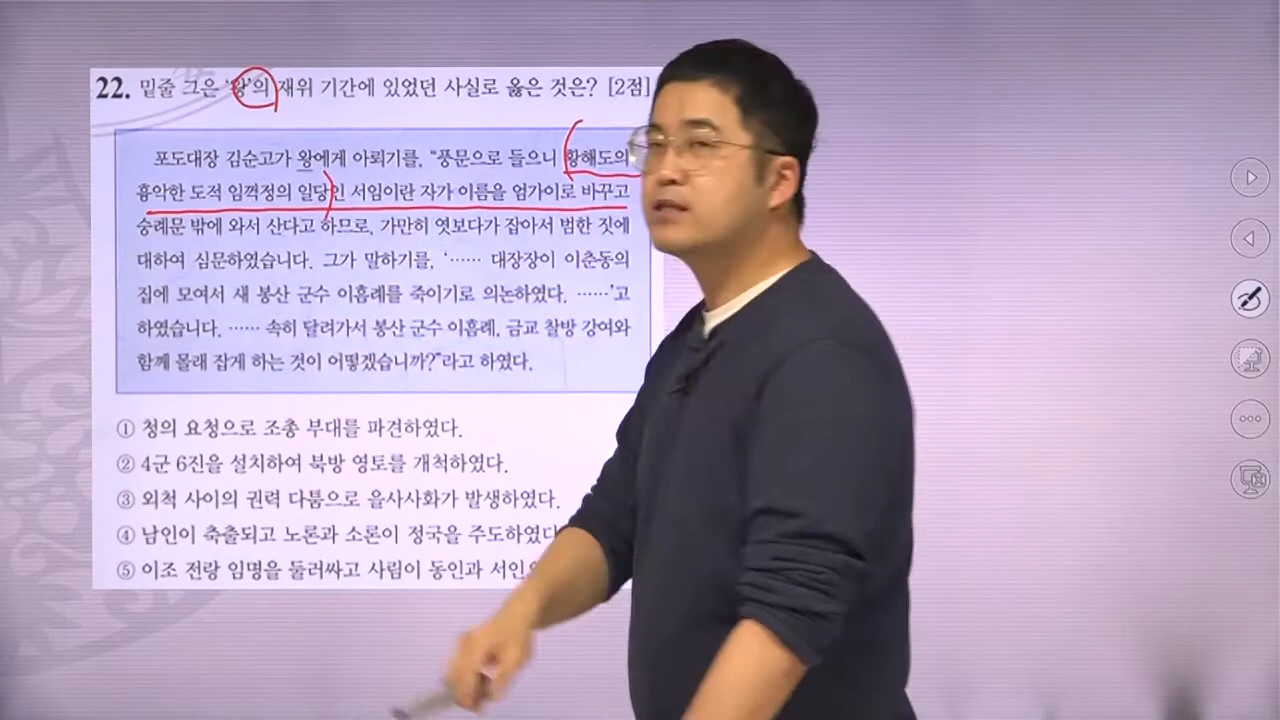 22. 밑줄 그은 '왕'의 재위 기간에 있었던 사실로 옳은 것은? [2점]
포도대장 김순고가 왕에게 아뢰기를, "풍문으로 들으니 황해도의
흉악한 도적 임꺽정의 일당인 서임이란 자가 이름을 엄가이로 바꾸고
숭례문 밖에 와서 산다고 하므로, 가만히 엿보다가 잡아서 범한 짓에
대하여 심문하였습니다. 그가 말하기를, '…… 대장장이 이춘동의
집에 모여서 새 봉산 군수 이흠례를 죽이기로 의논하였다. ……'고
하였습니다. …… 속히 달려가서 봉산 군수 이흠례, 금교 찰방 강여와
함께 몰래 잡게 하는 것이 어떻겠습니까?"라고 하였다.
① 청의 요청으로 조총 부대를 파견하였다.
② 4군 6진을 설치하여 북방 영토를 개척하였다.
③ 외척 사이의 권력 다툼으로 을사사화가 발생하였다.
④ 남인이 축출되고 노론과 소론이 정국을 주도하였다
⑤ 이조 전랑 임명을 둘러싸고 사림이 동인과 서인